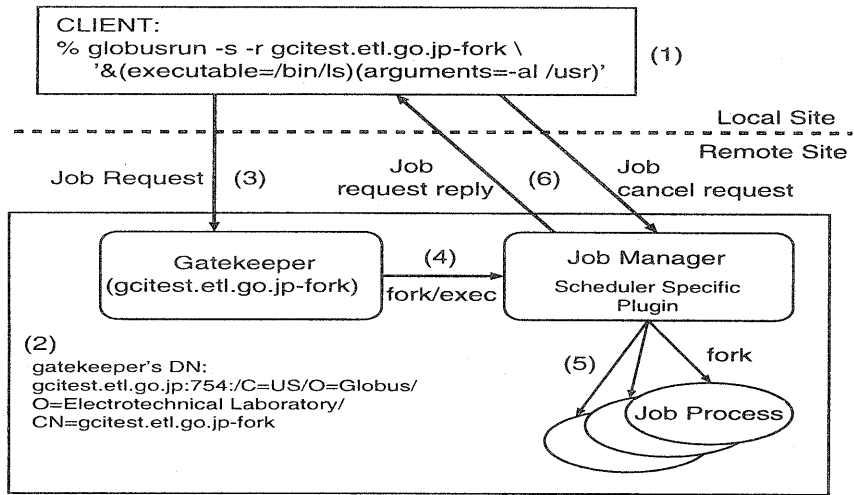 CLIENT:
% globusrun -s -r gcitest.etl.go.jp-fork \
'&(executable=/bin/ls)(arguments=-al /usr)'
(1)
Local Site
Remote Site
Job Request
(3)
Job
request reply
(6)
Job
cancel request
Gatekeeper
(gcitest.etl.go.jp-fork)
(4)
fork/exec
Job Manager
Scheduler Specific
Plugin
(2)
gatekeeper's DN:
gcitest.etl.go.jp:754:/C=US/O=Globus/
O=Electrotechnical Laboratory/
CN=gcitest.etl.go.jp-fork
(5)
fork
Job Process